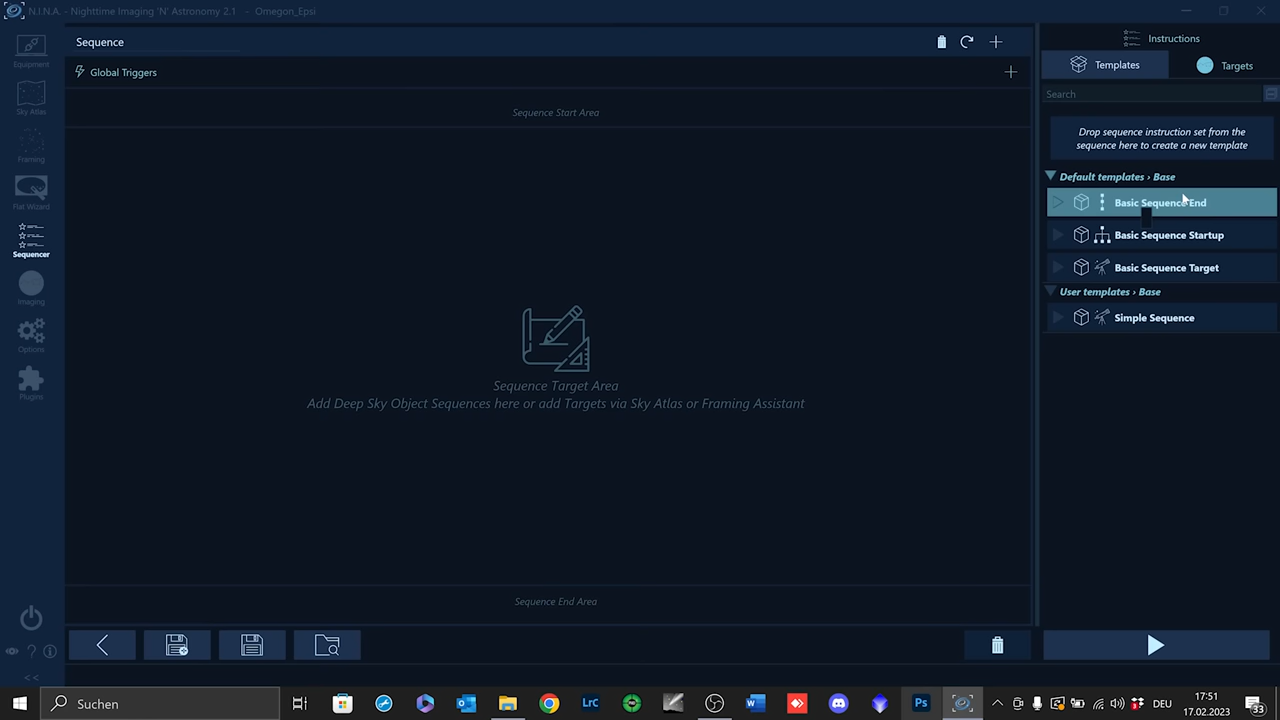 N.I.N.A. - Nighttime Imaging 'N' Astronomy 2.1 - Omegon_Epsi
Equipment
Sky Atlas
Framing
Flat Wizard
Sequencer
Imaging
Options
Plugins
<<
Sequence
Global Triggers
Sequence Start Area
Sequence Target Area
Add Deep Sky Object Sequences here or add Targets via Sky Atlas or Framing Assistant
Sequence End Area
Instructions
Templates
Targets
Search
Drop sequence instruction set from the
sequence here to create a new template
Default templates › Base
Basic Sequence End
Basic Sequence Startup
Basic Sequence Target
User templates › Base
Simple Sequence
Suchen
LrC
Ps
DEU
17:51
17.02.2023
33